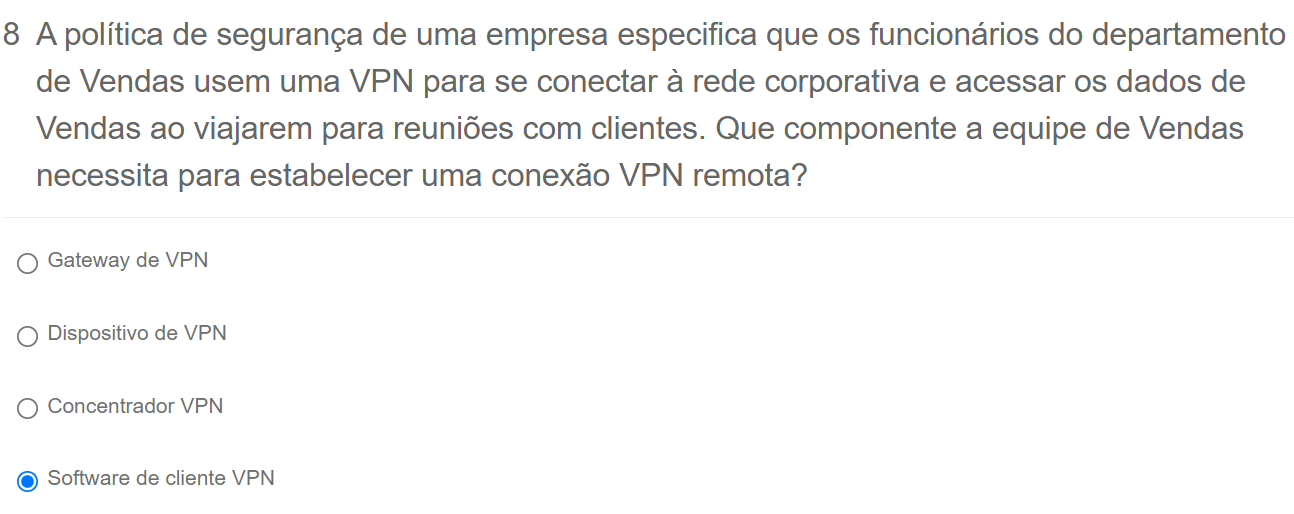 8 A política de segurança de uma empresa especifica que os funcionários do departamento
de Vendas usem uma VPN para se conectar à rede corporativa e acessar os dados de
Vendas ao viajarem para reuniões com clientes. Que componente a equipe de Vendas
necessita para estabelecer uma conexão VPN remota?
Gateway de VPN
Dispositivo de VPN
Concentrador VPN
Software de cliente VPN